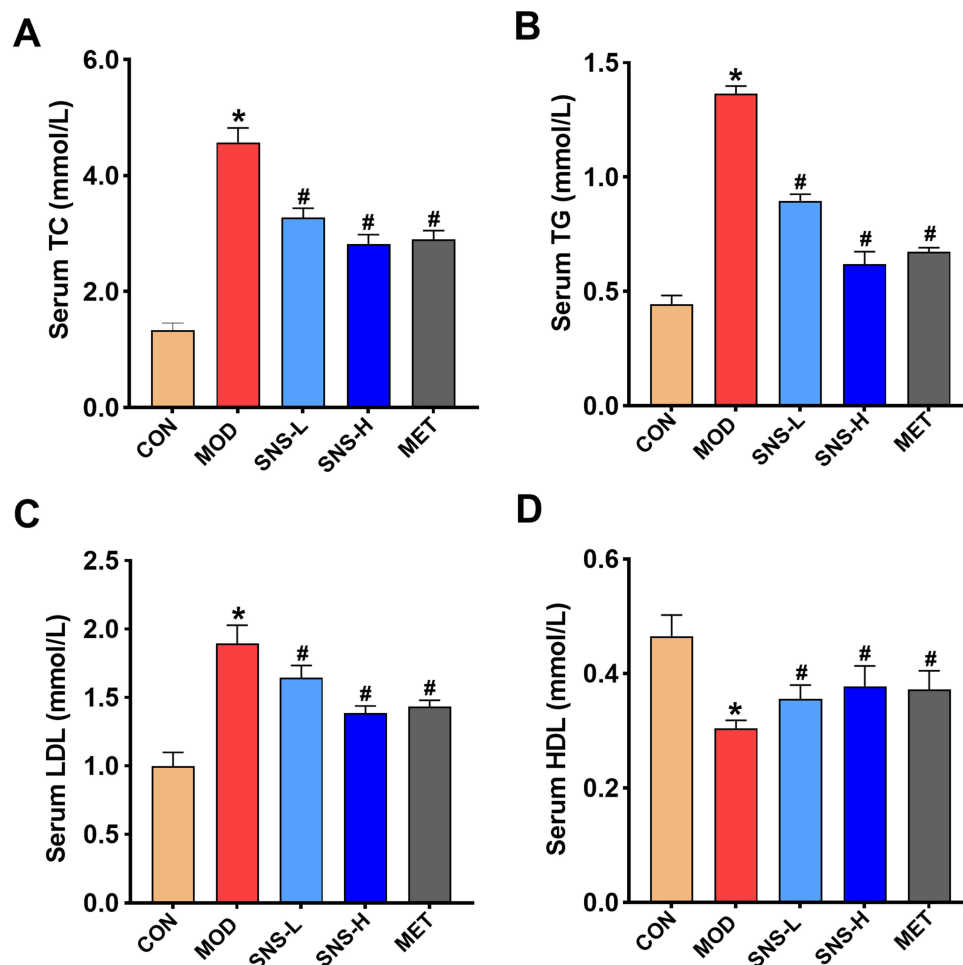 A
Serum TC (mmol/L)
6.0
4.0
2.0
0.0
*
#
#
#
CON
MOD
SNS-L
SNS-H
MET
B
Serum TG (mmol/L)
1.5
1.0
0.5
0.0
*
#
#
#
CON
MOD
SNS-L
SNS-H
MET
C
Serum LDL (mmol/L)
2.5
2.0
1.5
1.0
0.5
0.0
*
#
#
#
CON
MOD
SNS-L
SNS-H
MET
D
Serum HDL (mmol/L)
0.6
0.4
0.2
0.0
*
#
#
#
CON
MOD
SNS-L
SNS-H
MET